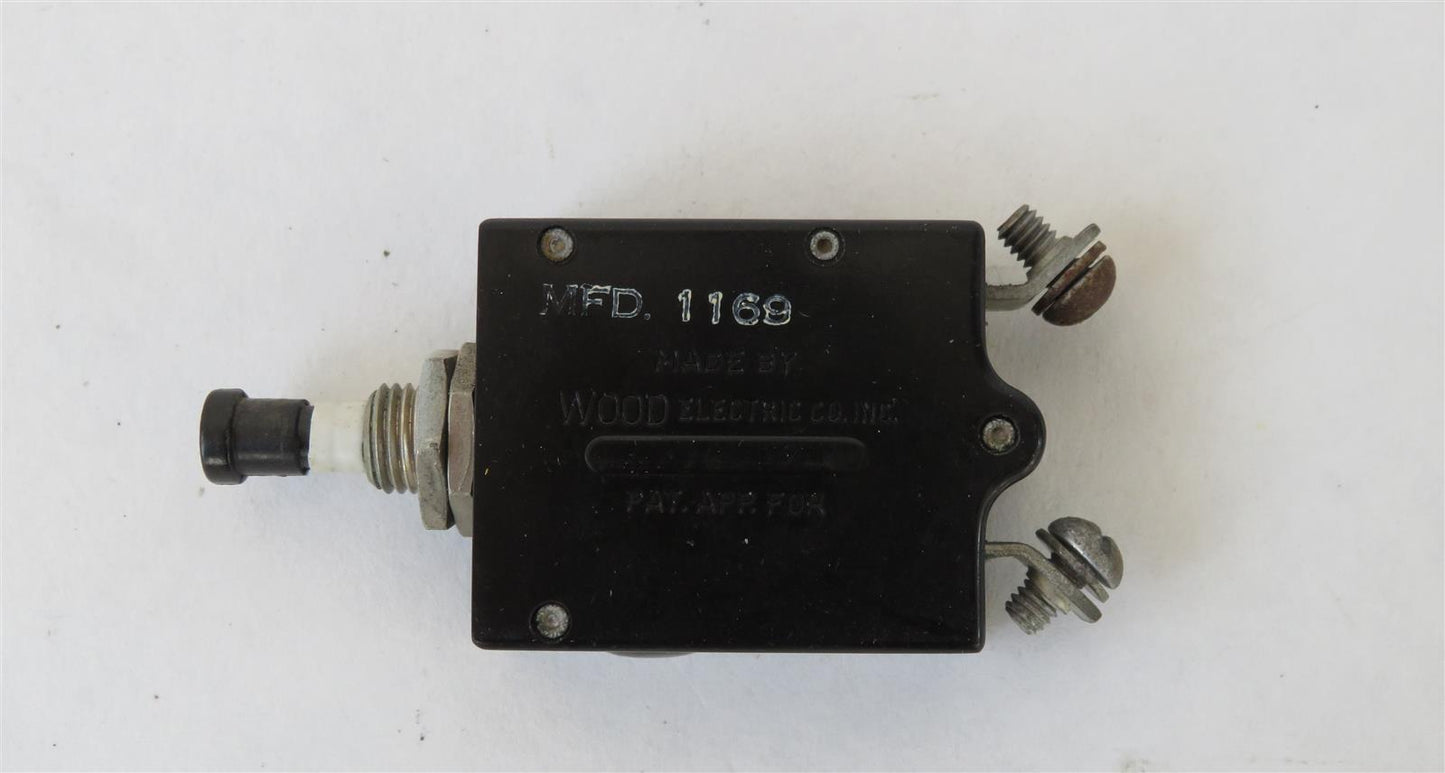 MFD. 1169
MADE BY
WOOD ELECTRIC CO. INC.
PAT. APP. FOR